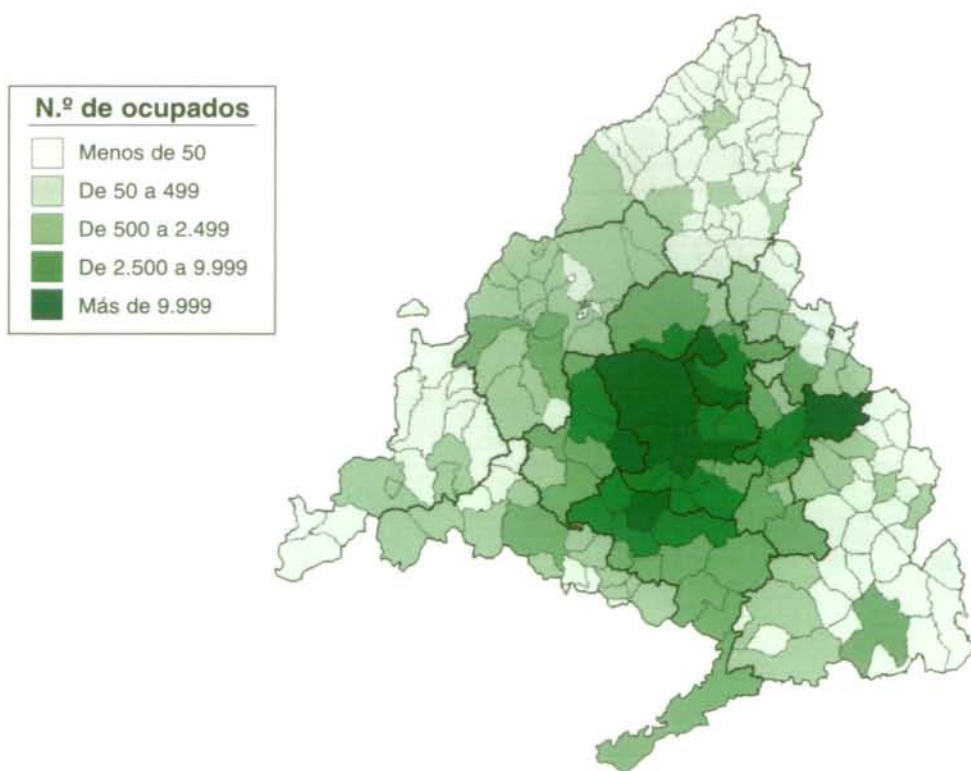 N.º de ocupados
Menos de 50
De 50 a 499
De 500 a 2.499
De 2.500 a 9.999
Más de 9.999